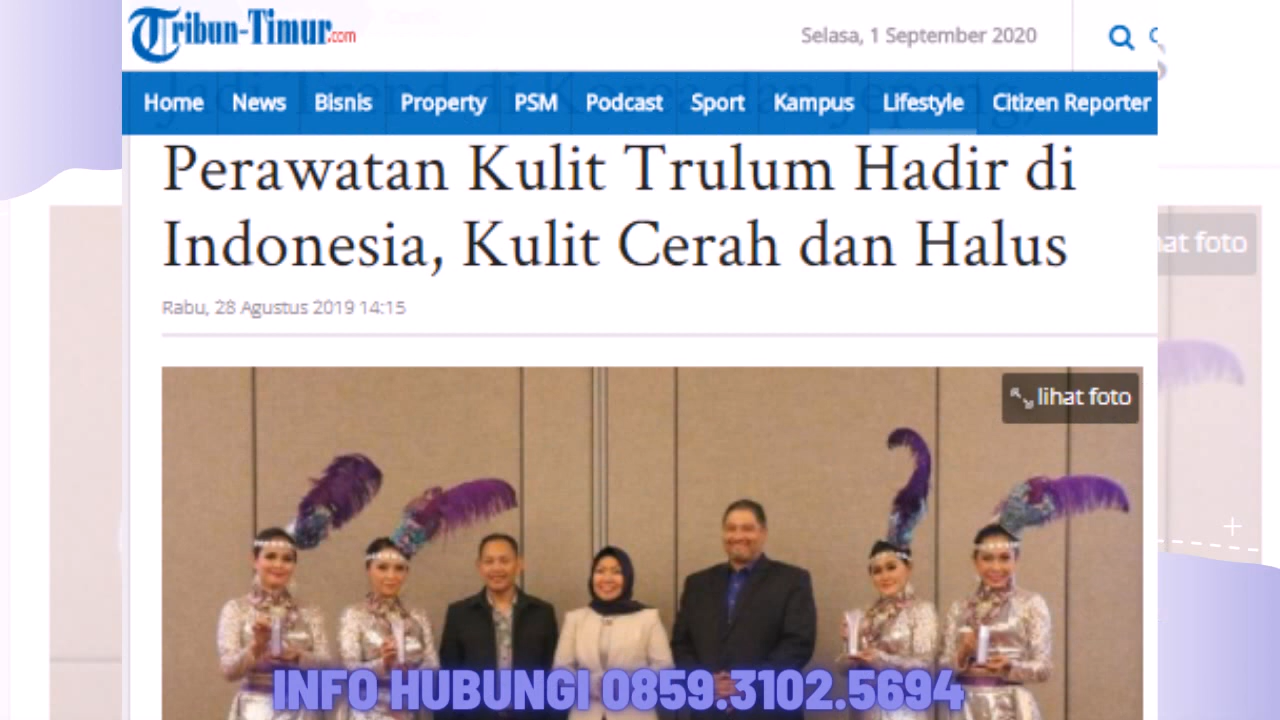 Tribun-Timur.com
Selasa, 1 September 2020
Home News Bisnis Property PSM Podcast Sport Kampus Lifestyle Citizen Reporter
Perawatan Kulit Trulum Hadir di
Indonesia, Kulit Cerah dan Halus
Rabu, 28 Agustus 2019 14:15
lihat foto
hat foto
INFO HUBUNGI 0859.3102.5694